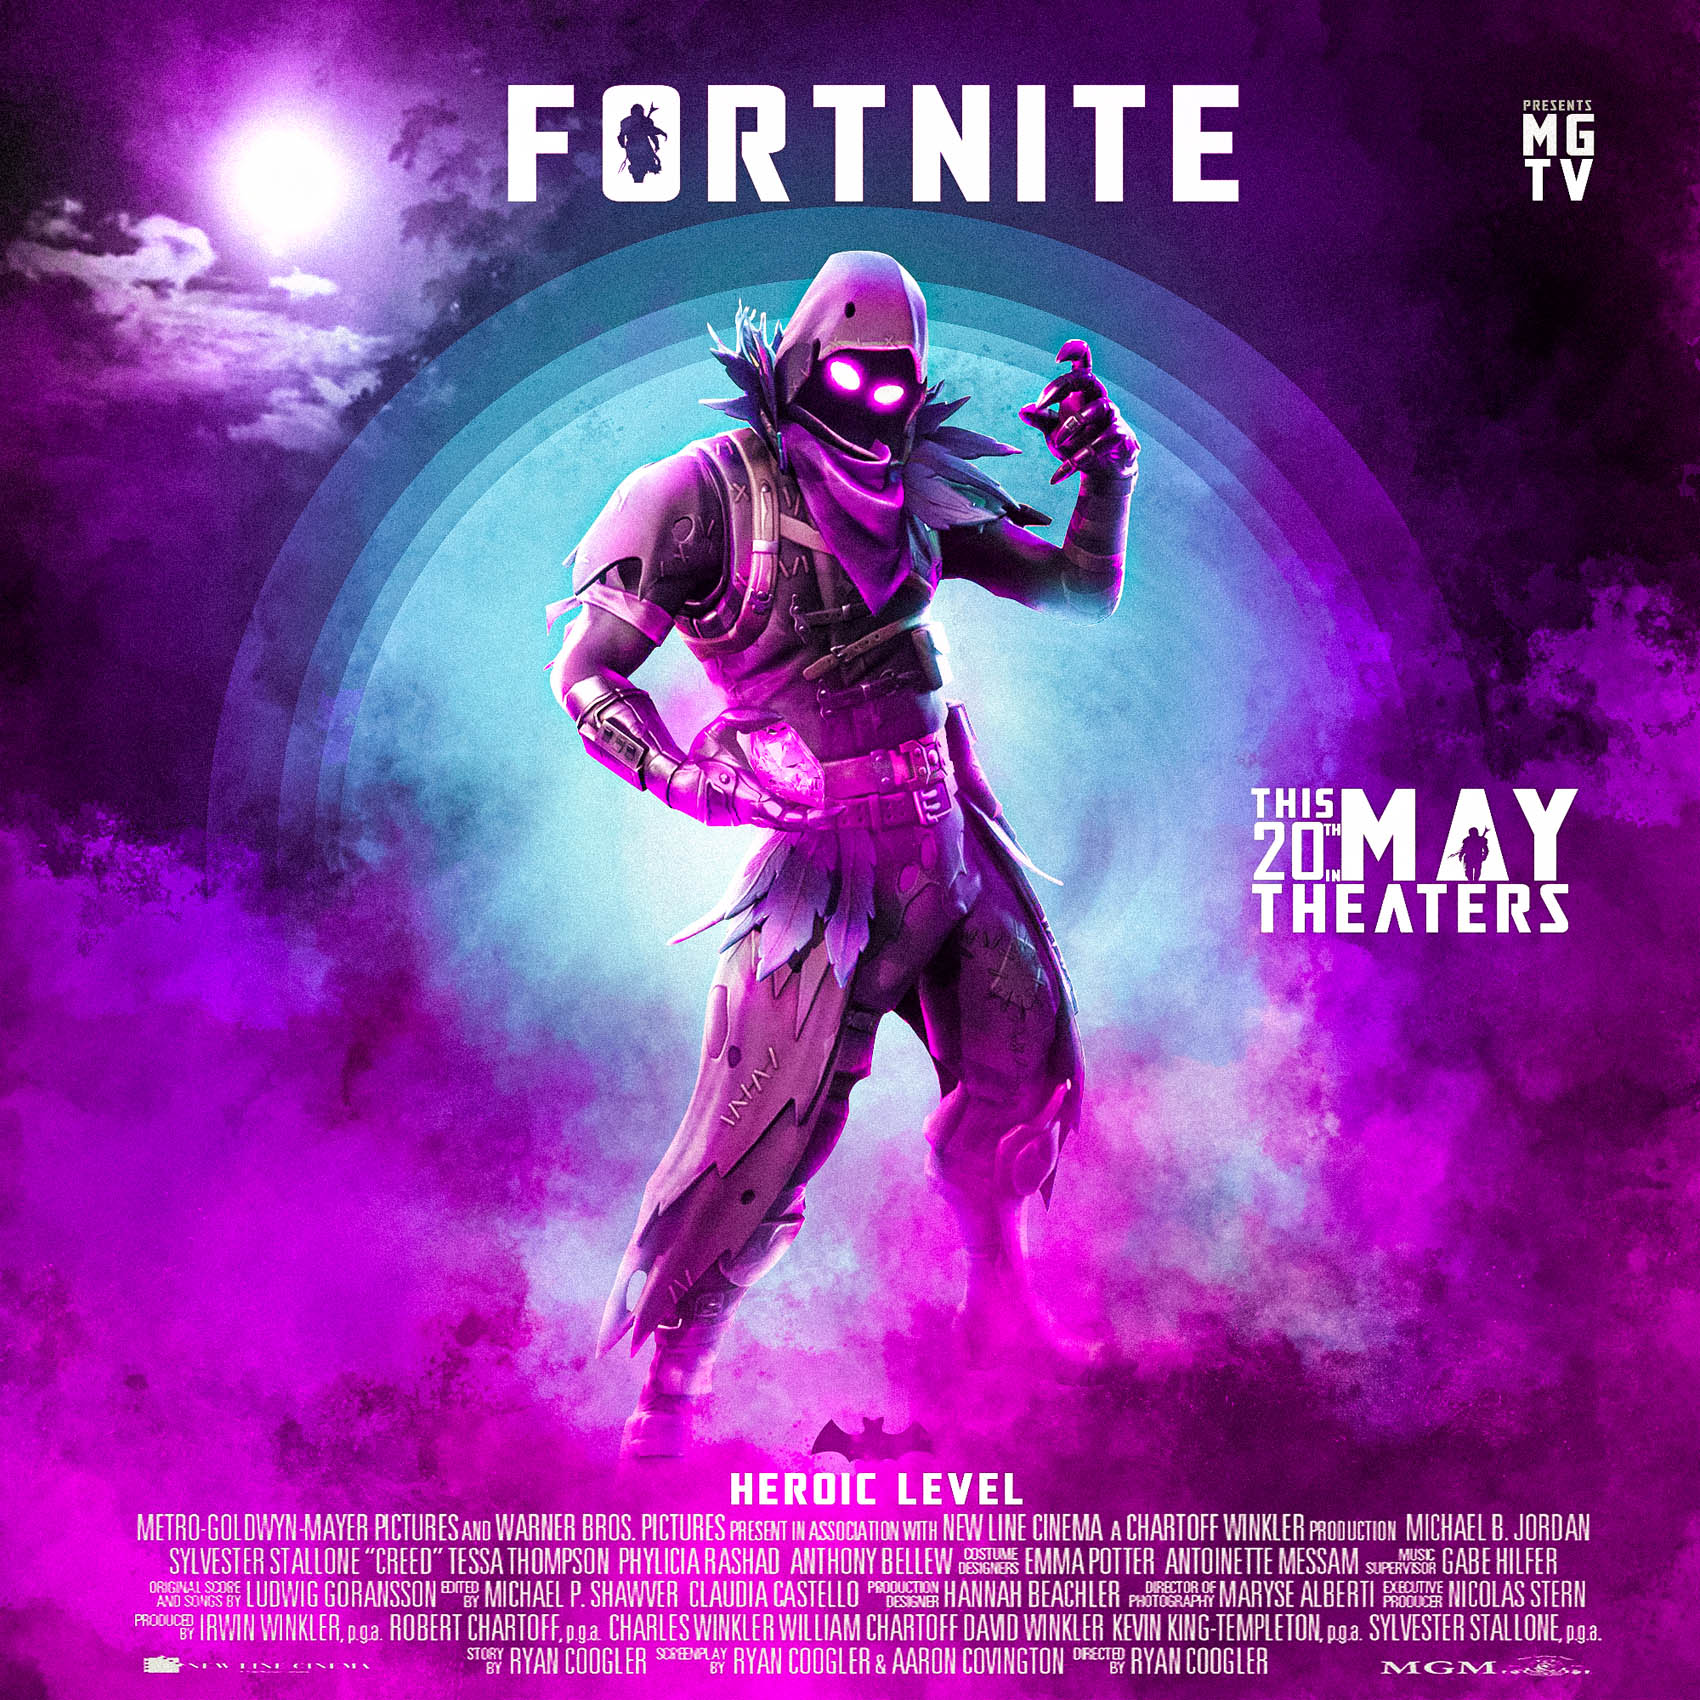 FORTNITE
PRESENTS
MG
TV
THIS
20TH IN MAY
THEATERS
HEROIC LEVEL
METRO-GOLDWYN-MAYER PICTURES AND WARNER BROS. PICTURES PRESENT IN ASSOCIATION WITH NEW LINE CINEMA A CHARTOFF WINKLER PRODUCTION MICHAEL B. JORDAN
SYLVESTER STALLONE “CREED” TESSA THOMPSON PHYLICIA RASHAD ANTHONY BELLEW COSTUME DESIGNERS EMMA POTTER ANTOINETTE MESSAM MUSIC SUPERVISOR GABE HILFER
ORIGINAL SCORE AND SONGS BY LUDWIG GORANSSON EDITED BY MICHAEL P. SHAWVER CLAUDIA CASTELLO PRODUCTION DESIGNER HANNAH BEACHLER DIRECTOR OF PHOTOGRAPHY MARYSE ALBERTI EXECUTIVE PRODUCER NICOLAS STERN
PRODUCED BY IRWIN WINKLER, p.g.a. ROBERT CHARTOFF, p.g.a. CHARLES WINKLER WILLIAM CHARTOFF DAVID WINKLER KEVIN KING-TEMPLETON, p.g.a. SYLVESTER STALLONE, p.g.a.
STORY BY RYAN COOGLER SCREENPLAY BY RYAN COOGLER & AARON COVINGTON DIRECTED BY RYAN COOGLER
NEW LINE CINEMA
MGM